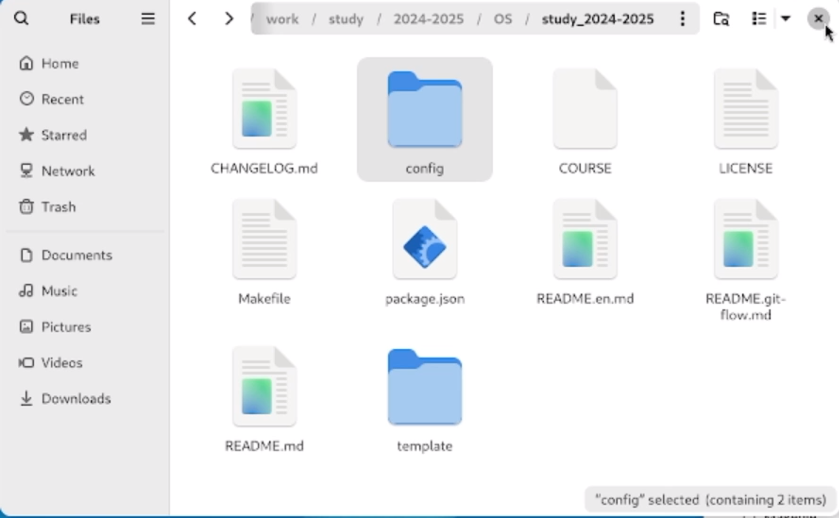 Files
/ work / study / 2024-2025 / OS / study_2024-2025
Home
Recent
Starred
Network
Trash
Documents
Music
Pictures
Videos
Downloads
CHANGELOG.md
config
COURSE
LICENSE
Makefile
package.json
README.en.md
README.git-
flow.md
README.md
template
"config" selected (containing 2 items)